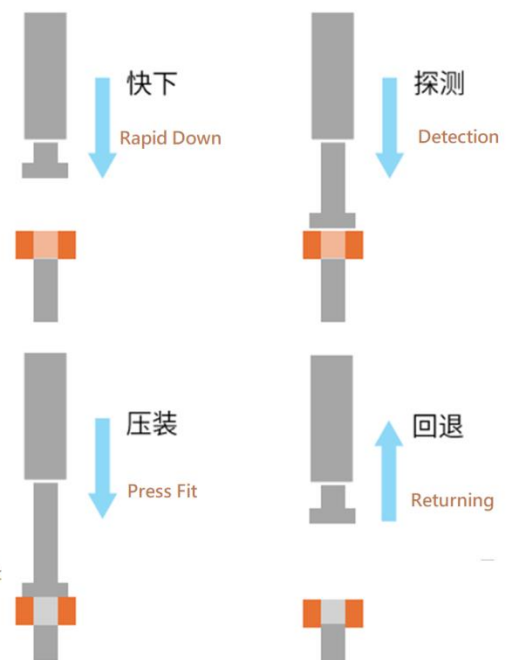 快下
Rapid Down
探测
Detection
压装
Press Fit
回退
Returning